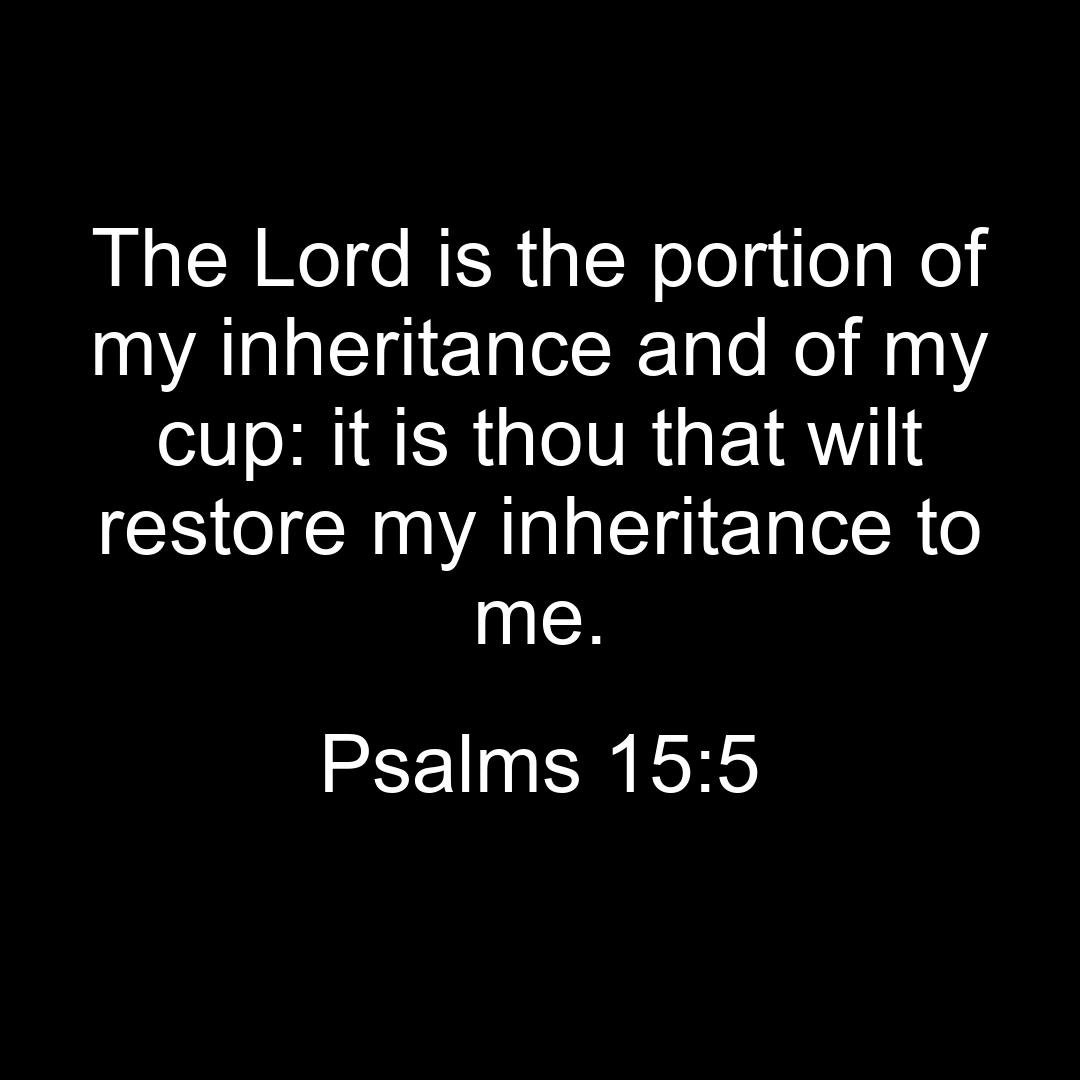 The Lord is the portion of
my inheritance and of my
cup: it is thou that wilt
restore my inheritance to
me.
Psalms 15:5